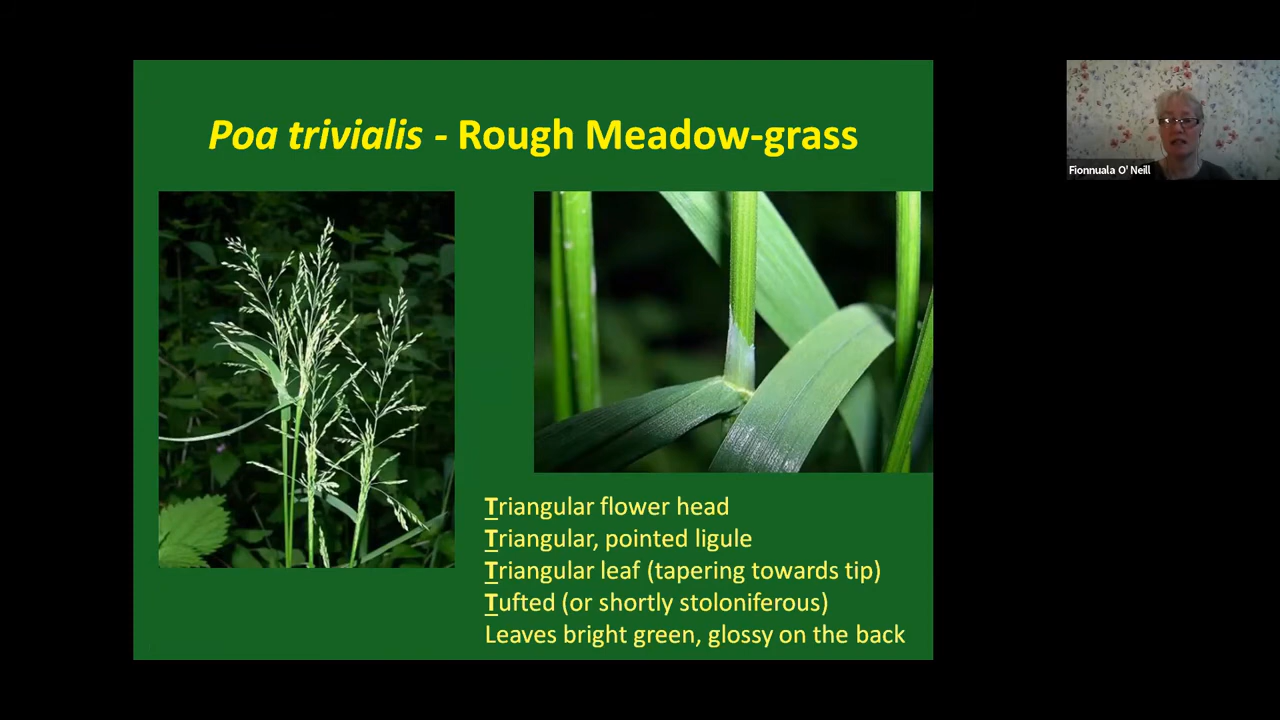 Poa trivialis - Rough Meadow-grass
Fionnuala O' Neill
Triangular flower head
Triangular, pointed ligule
Triangular leaf (tapering towards tip)
Tufted (or shortly stoloniferous)
Leaves bright green, glossy on the back